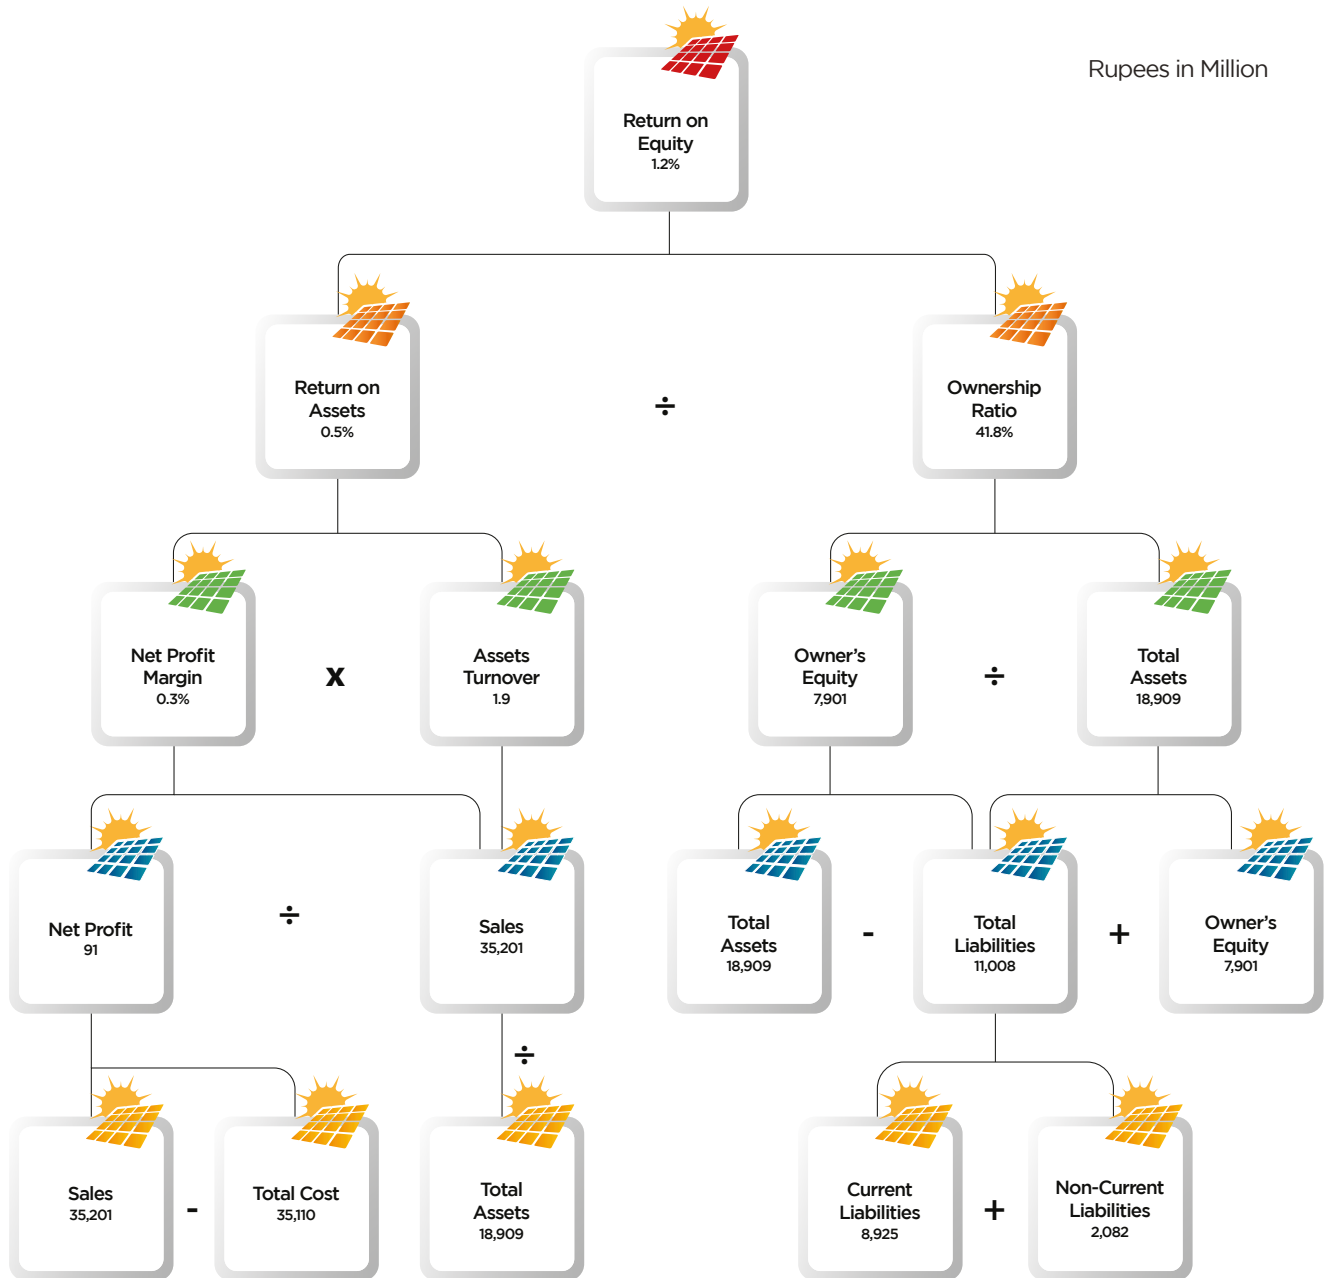 Rupees in Million
Return on
Equity
1.2%
Return on
Assets
0.5%
÷
Ownership
Ratio
41.8%
Net Profit
Margin
0.3%
x
Assets
Turnover
1.9
Owner's
Equity
7,901
÷
Total
Assets
18,909
Net Profit
91
÷
Sales
35,201
Total
Assets
18,909
-
Total
Liabilities
11,008
+
Owner's
Equity
7,901
÷
Sales
35,201
-
Total Cost
35,110
Total
Assets
18,909
Current
Liabilities
8,925
+
Non-Current
Liabilities
2,082